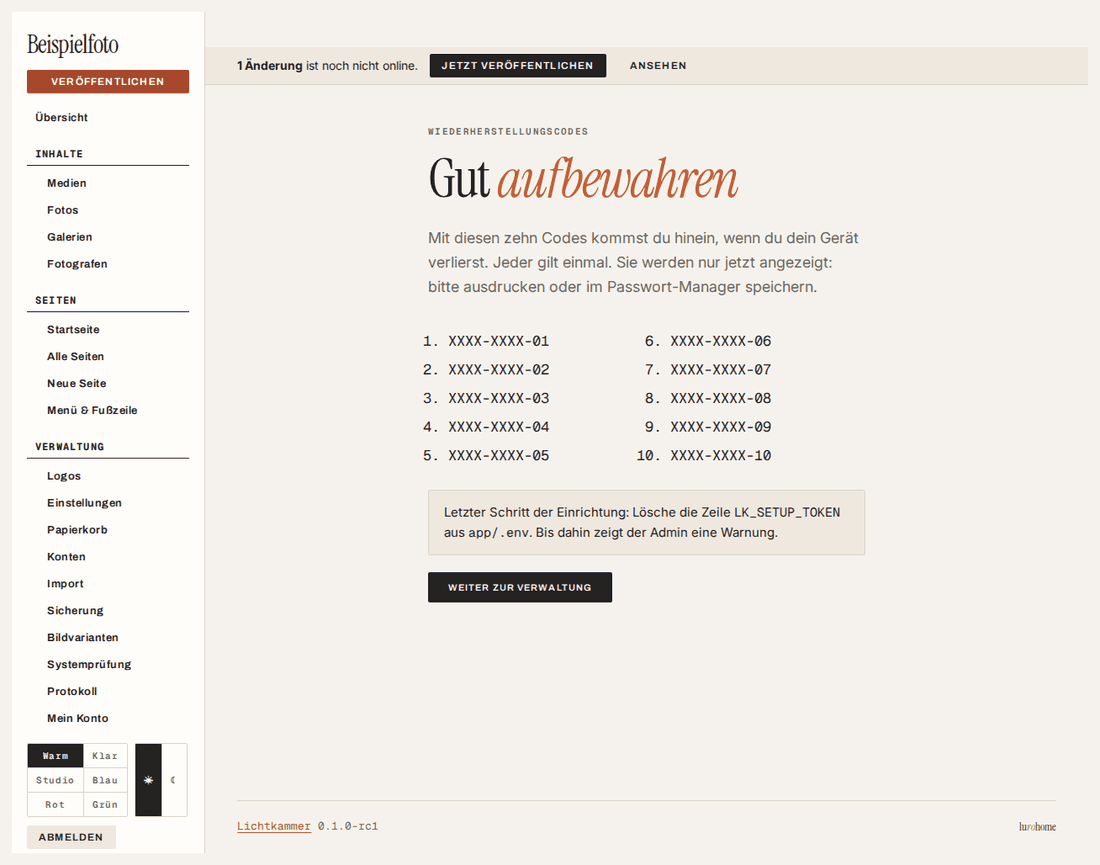 Beispielfoto
VERÖFFENTLICHEN
Übersicht
INHALTE
Medien
Fotos
Galerien
Fotografen
SEITEN
Startseite
Alle Seiten
Neue Seite
Menü & Fußzeile
VERWALTUNG
Logos
Einstellungen
Papierkorb
Konten
Import
Sicherung
Bildvarianten
Systemprüfung
Protokoll
Mein Konto
Warm Klar
Studio Blau
Rot Grün
ABMELDEN
1 Änderung ist noch nicht online. JETZT VERÖFFENTLICHEN ANSEHEN
WIEDERHERSTELLUNGSCODES
Gut aufbewahren
Mit diesen zehn Codes kommst du hinein, wenn du dein Gerät
verlierst. Jeder gilt einmal. Sie werden nur jetzt angezeigt:
bitte ausdrucken oder im Passwort-Manager speichern.
1. XXXX-XXXX-01
2. XXXX-XXXX-02
3. XXXX-XXXX-03
4. XXXX-XXXX-04
5. XXXX-XXXX-05
6. XXXX-XXXX-06
7. XXXX-XXXX-07
8. XXXX-XXXX-08
9. XXXX-XXXX-09
10. XXXX-XXXX-10
Letzter Schritt der Einrichtung: Lösche die Zeile LK_SETUP_TOKEN
aus app/.env. Bis dahin zeigt der Admin eine Warnung.
WEITER ZUR VERWALTUNG
Lichtkammer 0.1.0-rc1
lurohome